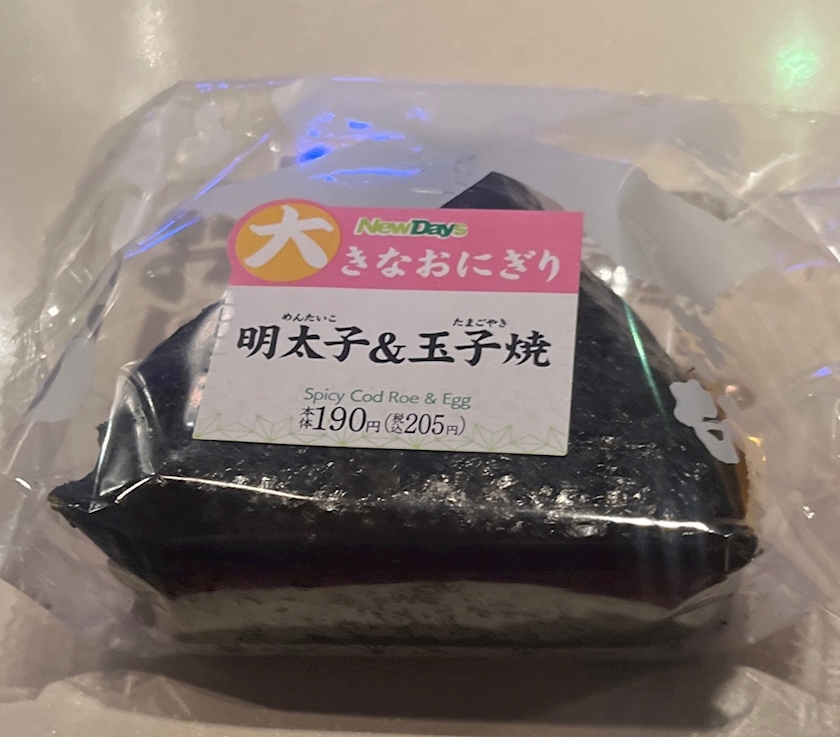 NewDays
大きなおにぎり
めんたいこ たまごやき
明太子&玉子焼
Spicy Cod Roe & Egg
本体190円(税込205円)